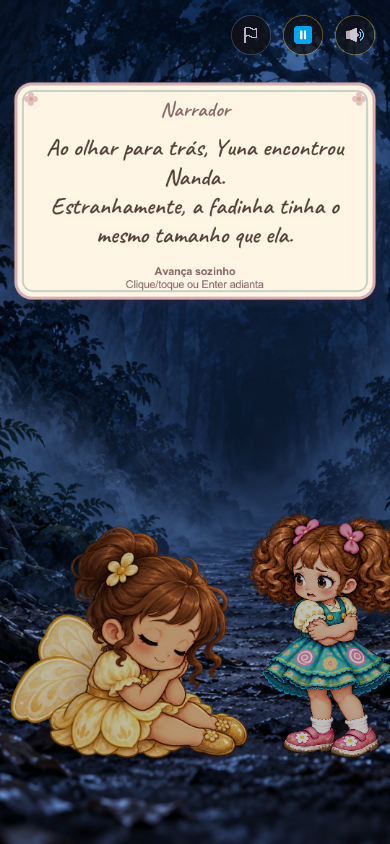 Narrador
Ao olhar para trás, Yuna encontrou
Nanda.
Estranhamente, a fadinha tinha o
mesmo tamanho que ela.
Avança sozinho
Clique/toque ou Enter adianta